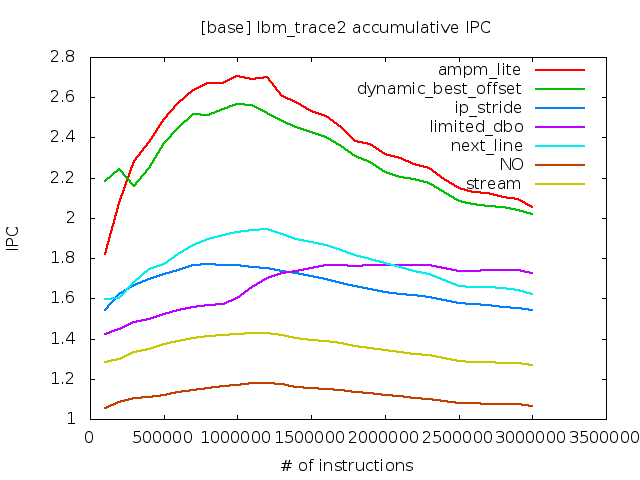 [base] lbm_trace2 accumulative IPC
IPC
2.8
2.6
2.4
2.2
2
1.8
1.6
1.4
1.2
1
ampm_lite
dynamic_best_offset
ip_stride
limited_dbo
next_line
NO
stream
0 500000 1000000 1500000 2000000 2500000 3000000 3500000
# of instructions